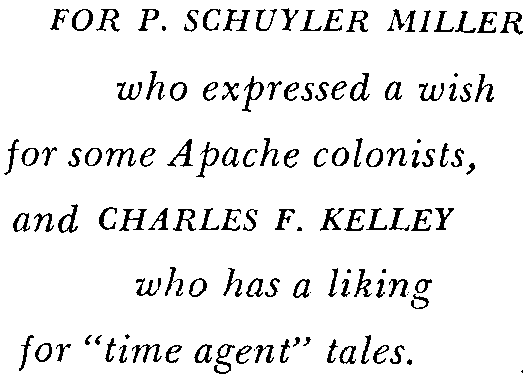 FOR P. SCHUYLER MILLER
who expressed a wish
for some Apache colonists,
and CHARLES F. KELLEY
who has a liking
for “time agent” tales.